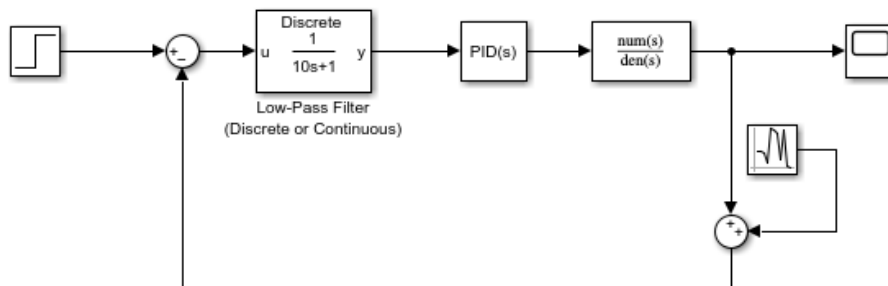 Discrete
u
1
10s+1
y
PID(s)
num(s)
den(s)
Low-Pass Filter
(Discrete or Continuous)
+
−
+
+